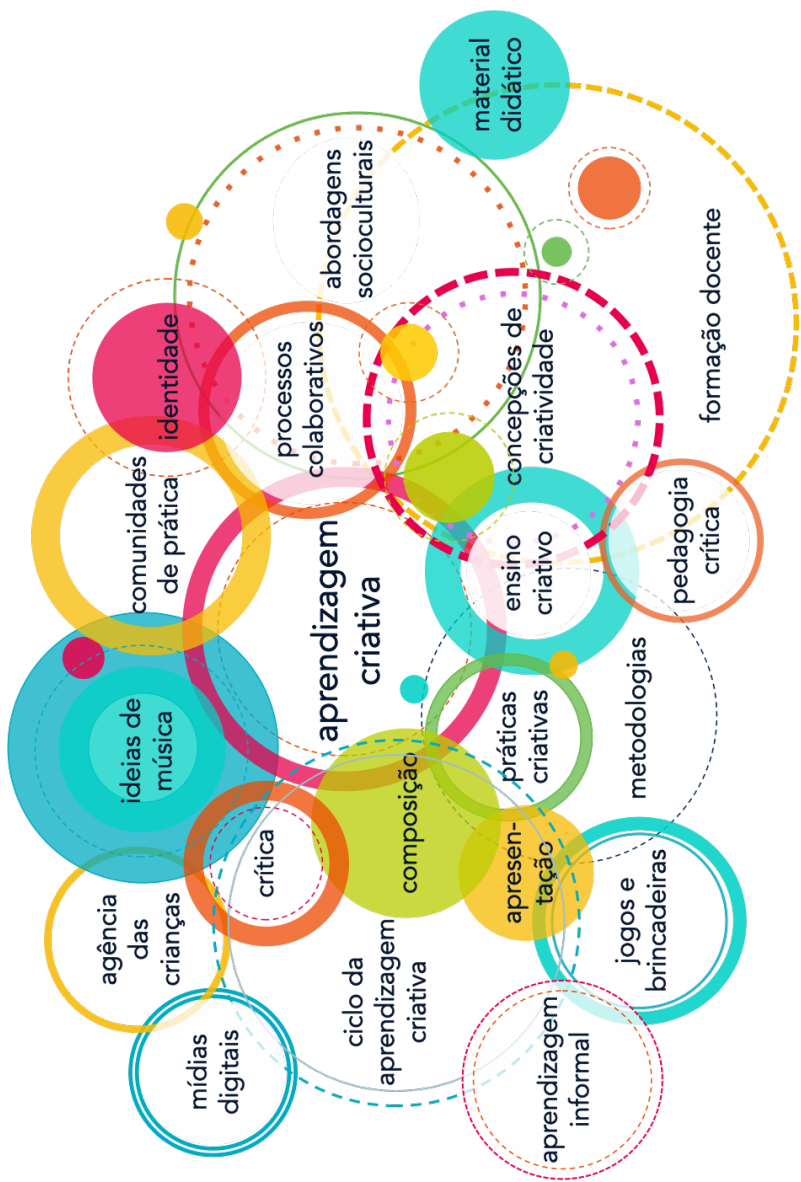 agência
das
crianças
ideias de
música
comunidades
de prática
identidade
mídias
digitais
crítica
processos
colaborativos
abordagens
socioculturais
aprendizagem
criativa
ciclo da
aprendizagem
criativa
composição
material
didático
apresen-
tação
práticas
criativas
ensino
criativo
concepções de
criatividade
aprendizagem
informal
jogos e
brincadeiras
metodologias
pedagogia
crítica
formação docente